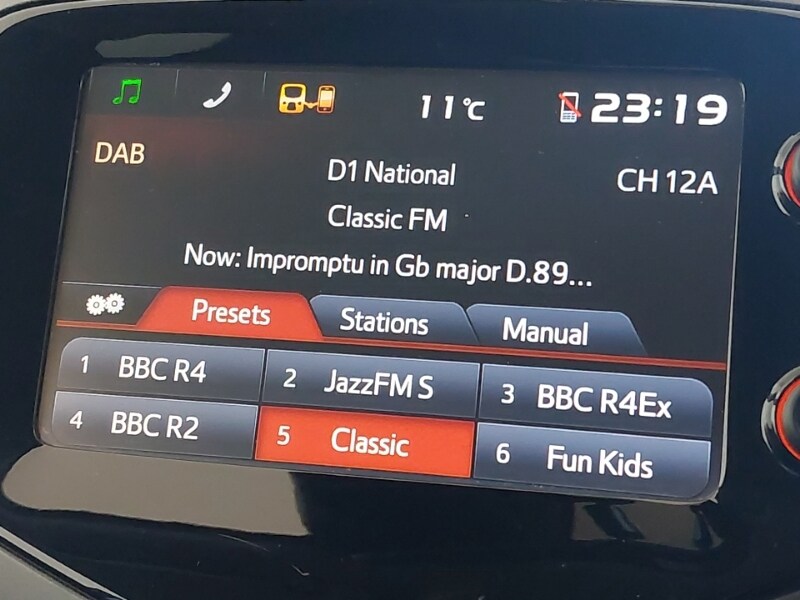 11°C 23:19
DAB
D1 National
CH 12A
Classic FM
Now: Impromptu in Gb major D.89...
Presets Stations Manual
1 BBC R4 2 JazzFM S 3 BBC R4Ex
4 BBC R2 5 Classic 6 Fun Kids